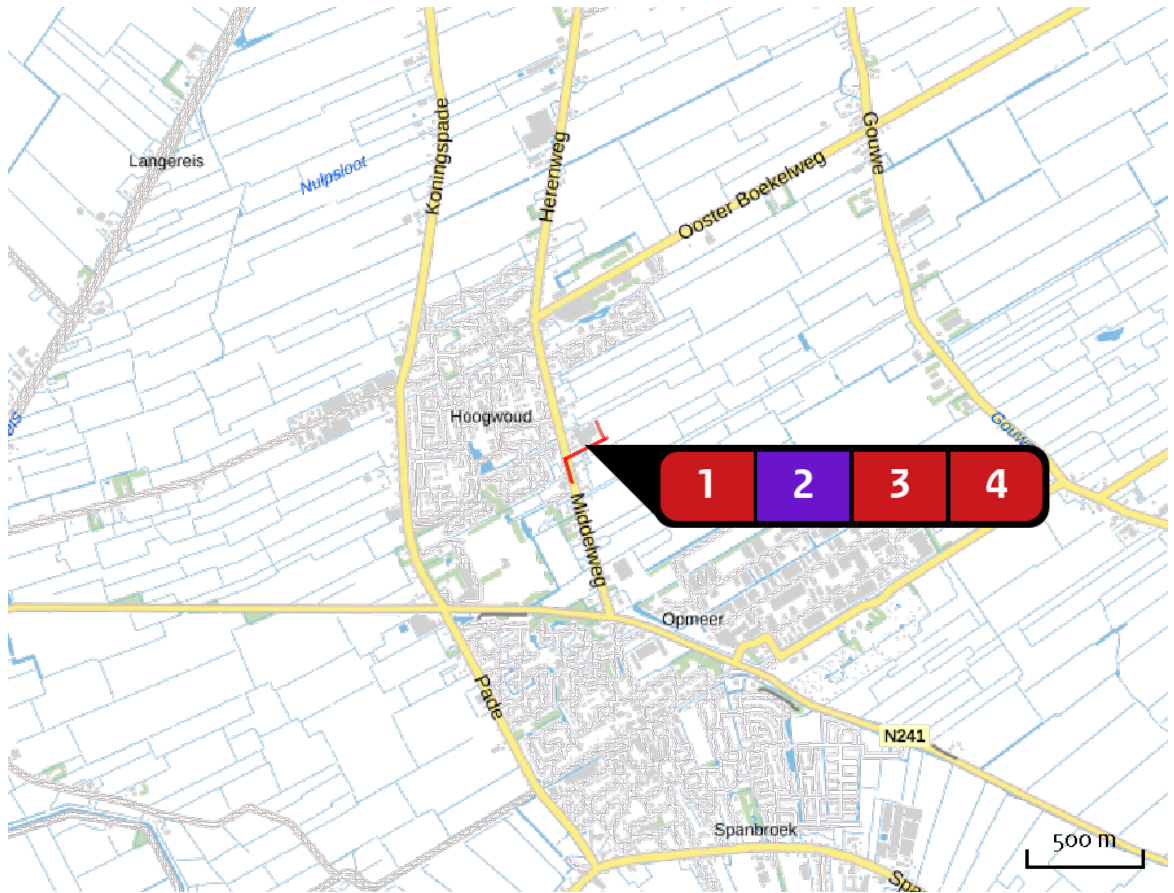 Langereis
Nulpsloot
Koningspade
Herenweg
Gouwe
Ooster Boekelweg
Hoogwoud
Gouwe
1 2 3 4
Middelweg
Opmeer
Pade
N241
Spanbroek
500 m